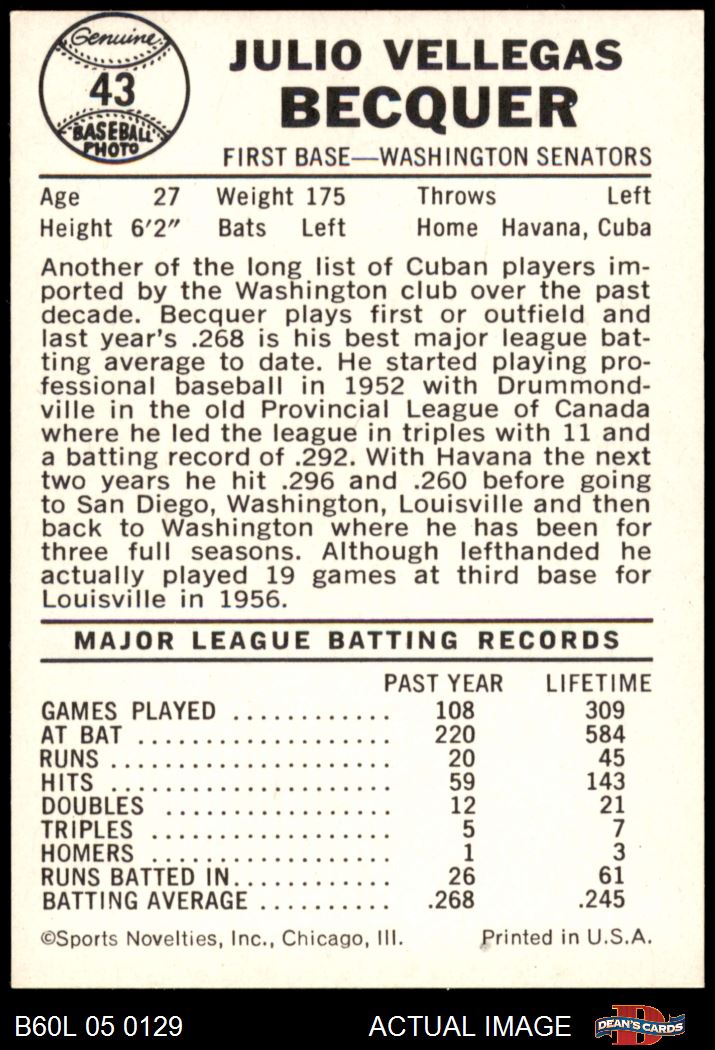 Genuine
43
BASEBALL
PHOTO
JULIO VELLEGAS
BECQUER
FIRST BASE—WASHINGTON SENATORS
Age 27 Weight 175 Throws Left
Height 6'2" Bats Left Home Havana, Cuba
Another of the long list of Cuban players im-
ported by the Washington club over the past
decade. Becquer plays first or outfield and
last year's .268 is his best major league bat-
ting average to date. He started playing pro-
fessional baseball in 1952 with Drummond-
ville in the old Provincial League of Canada
where he led the league in triples with 11 and
a batting record of .292. With Havana the next
two years he hit .296 and .260 before going
to San Diego, Washington, Louisville and then
back to Washington where he has been for
three full seasons. Although lefthanded he
actually played 19 games at third base for
Louisville in 1956.
MAJOR LEAGUE BATTING RECORDS
PAST YEAR LIFETIME
GAMES PLAYED ............ 108 309
AT BAT ................... 220 584
RUNS ..................... 20 45
HITS ...................... 59 143
DOUBLES ................. 12 21
TRIPLES .................. 5 7
HOMERS .................. 1 3
RUNS BATTED IN............ 26 61
BATTING AVERAGE .......... .268 .245
©Sports Novelties, Inc., Chicago, Ill. Printed in U.S.A.
B60L 05 0129 ACTUAL IMAGE D DEAN'S CARDS